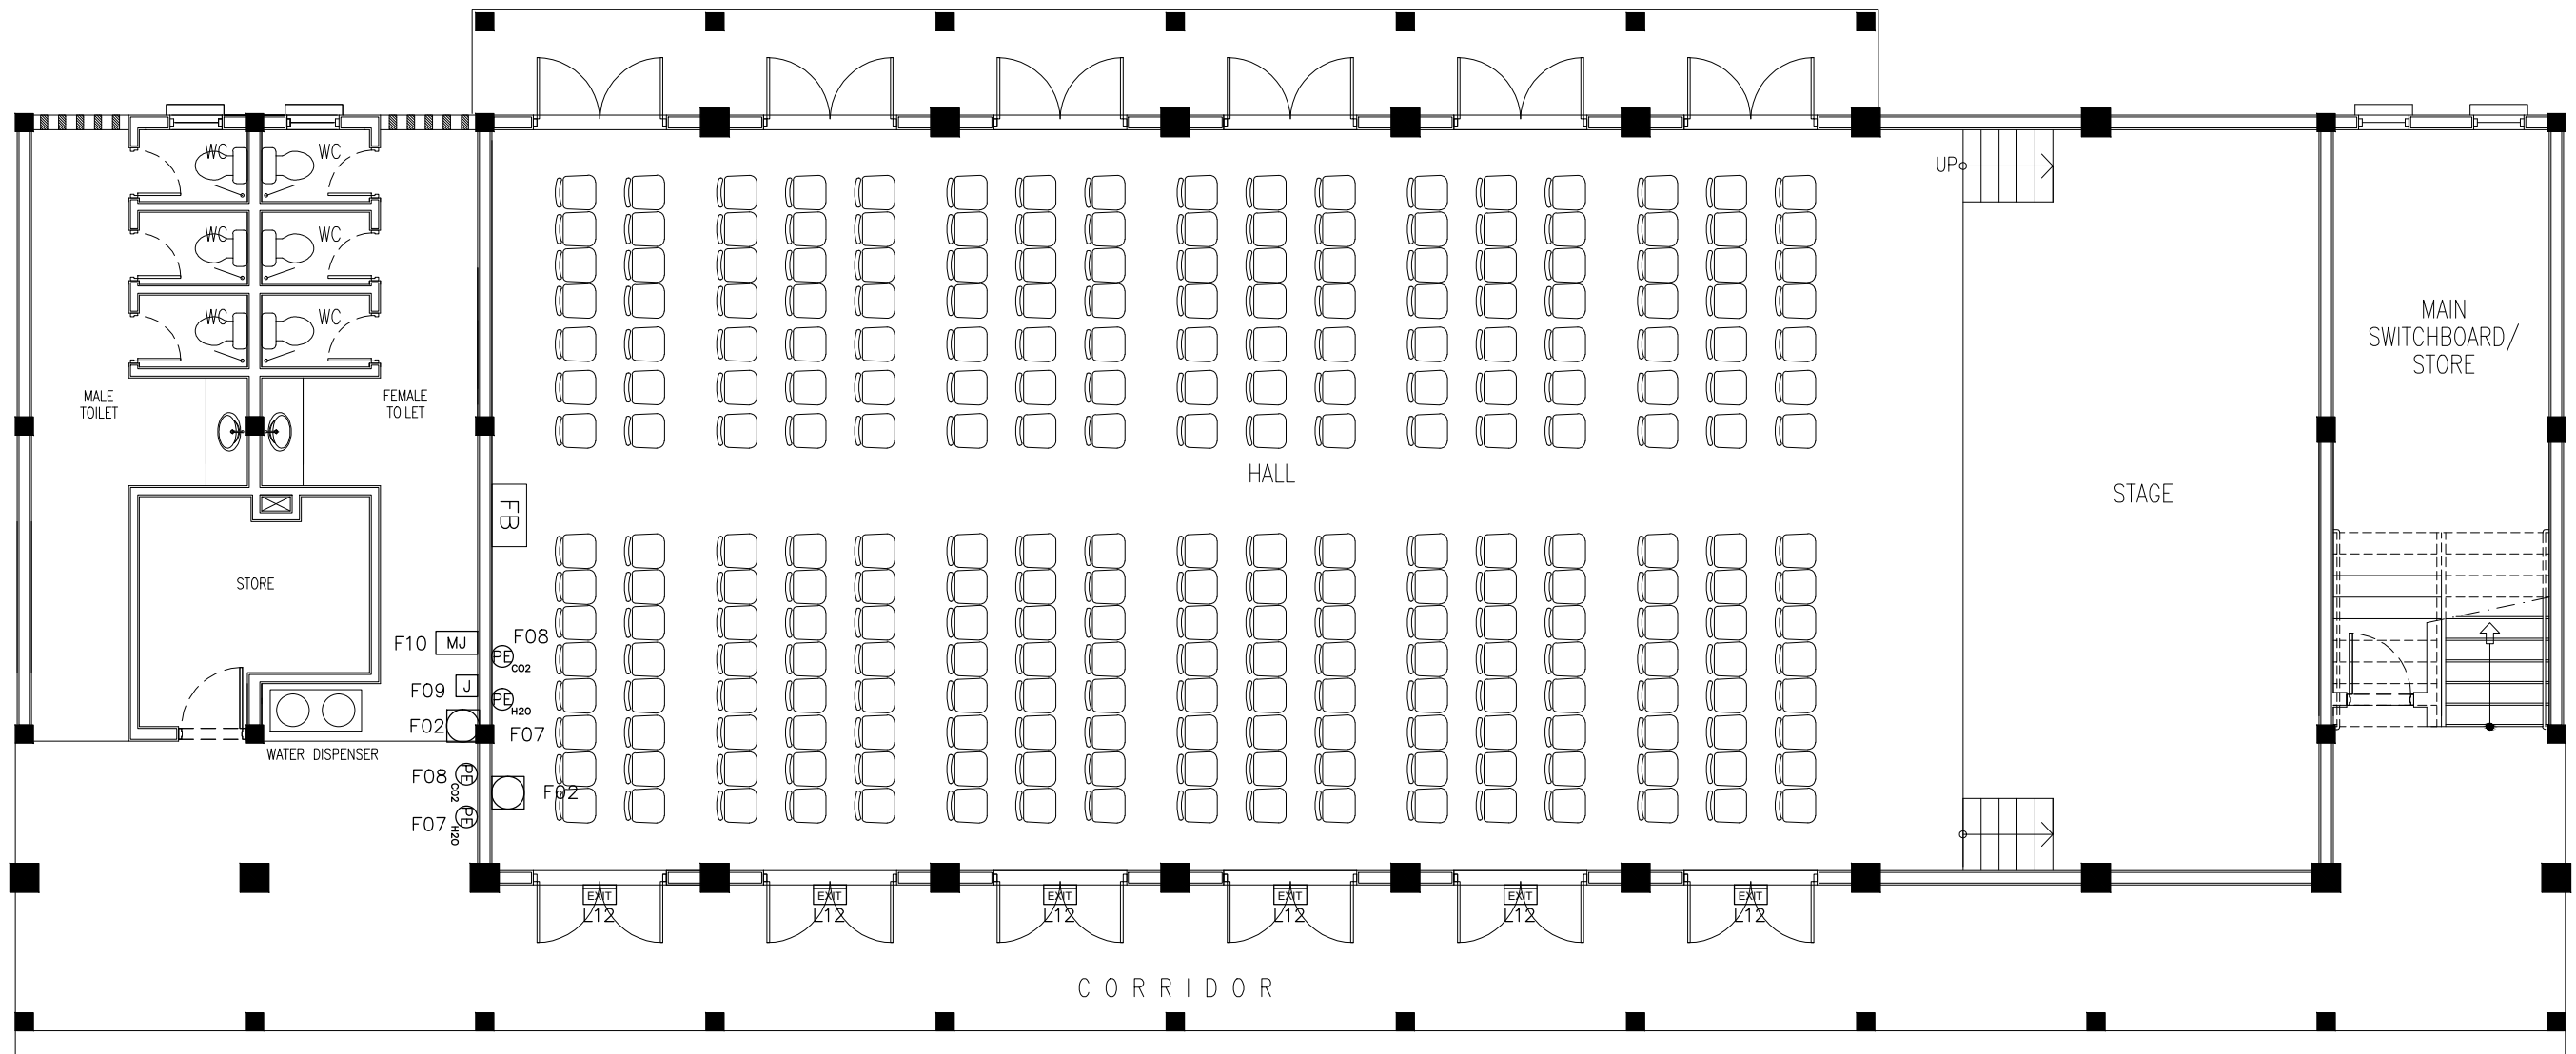 WC
WC
UP
WC
WC
MAIN
SWITCHBOARD/
STORE
WC
WC
MALE
TOILET
FEMALE
TOILET
HALL
STAGE
FB
STORE
F10
MJ
F08
PE
CO2
F09
J
PE
H2O
F02
F07
WATER DISPENSER
F08
PE
CO2
F02
F07
PE
H2O
EXIT
L12
EXIT
L12
EXIT
L12
EXIT
L12
EXIT
L12
EXIT
L12
CORRIDOR